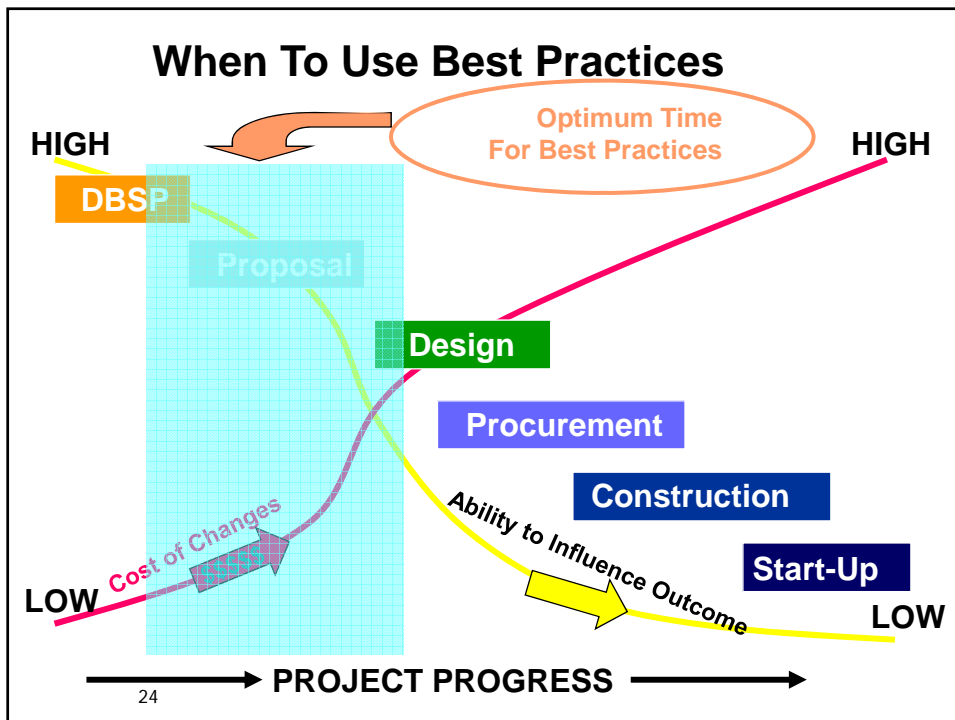 When To Use Best Practices
Optimum Time
For Best Practices
HIGH
HIGH
DBSP
Proposal
Design
Procurement
Construction
Start-Up
Cost of Changes
Ability to Influence Outcome
LOW
LOW
PROJECT PROGRESS
24